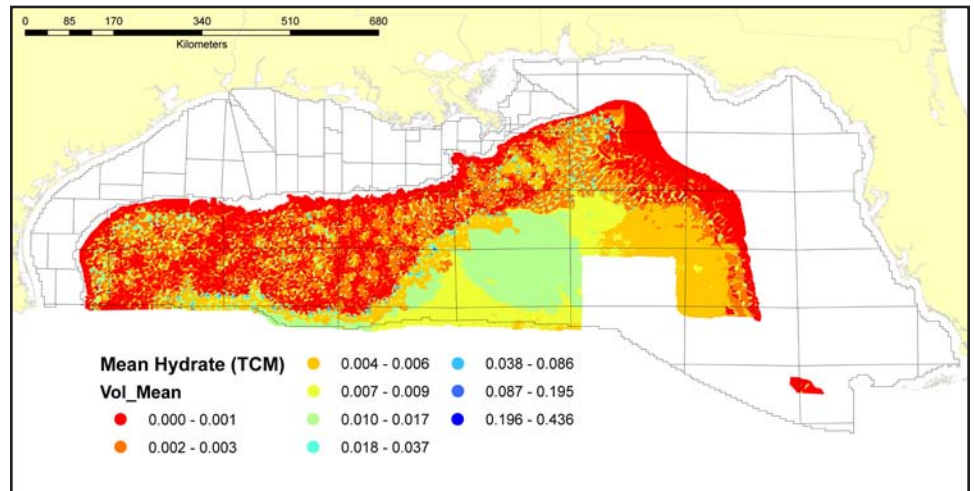 0 85 170 340 510 680
Kilometers
Mean Hydrate (TCM)
Vol_Mean
0.000 - 0.001
0.002 - 0.003
0.004 - 0.006
0.007 - 0.009
0.010 - 0.017
0.018 - 0.037
0.038 - 0.086
0.087 - 0.195
0.196 - 0.436